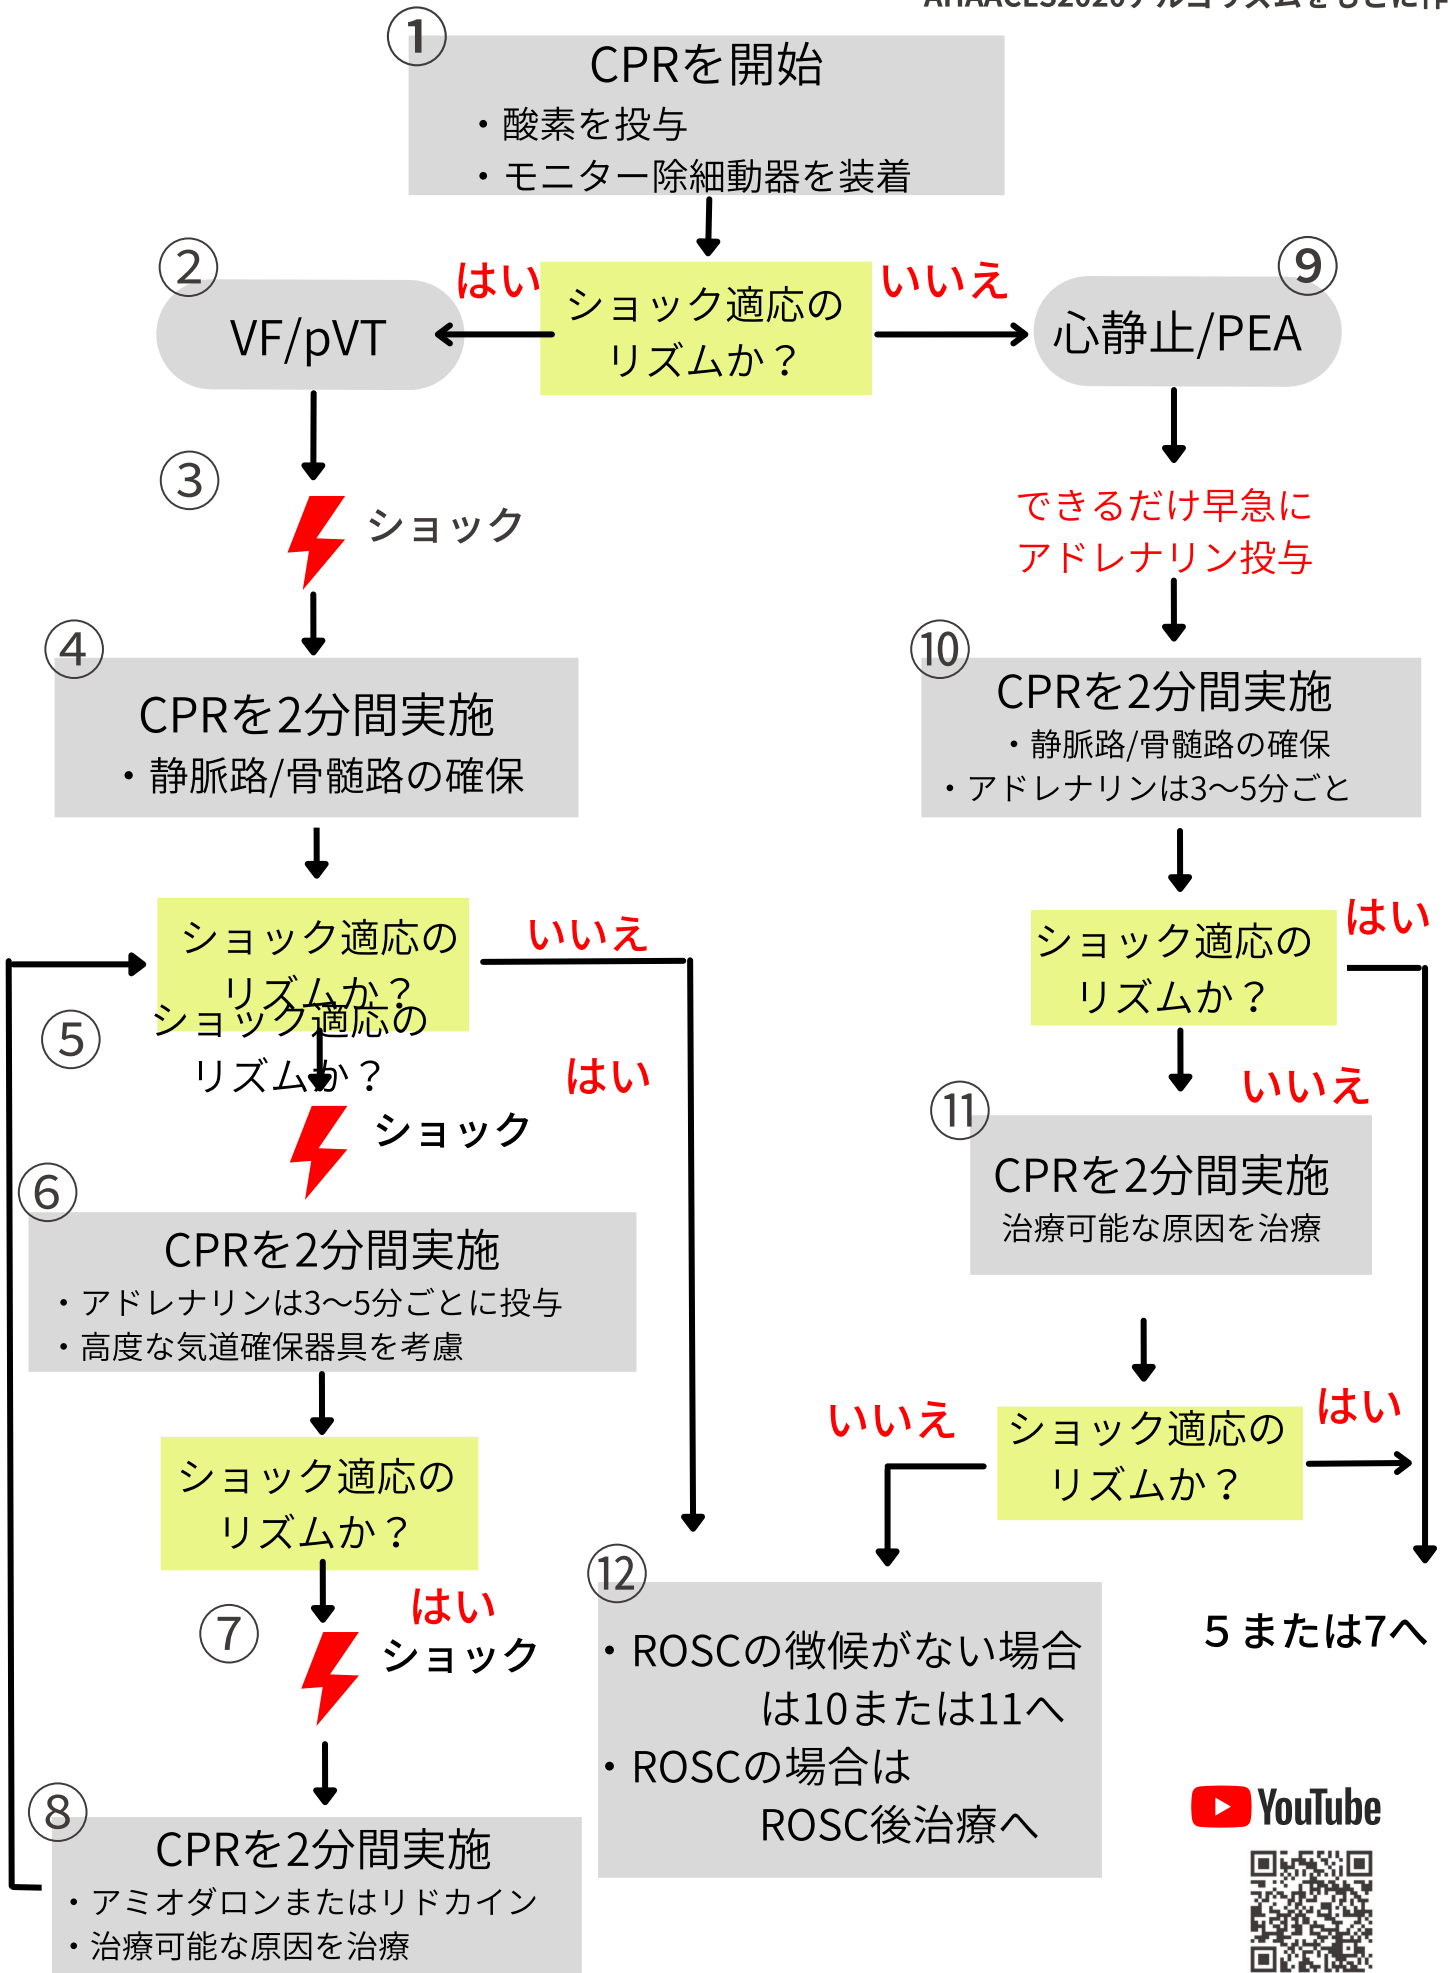 ①
CPRを開始
・酸素を投与
・モニター除細動器を装着
ショック適応の
リズムか？
はい
いいえ
②
VF/pVT
⑨
心静止/PEA
③
ショック
できるだけ早急に
アドレナリン投与
④
CPRを2分間実施
・静脈路/骨髄路の確保
⑩
CPRを2分間実施
・静脈路/骨髄路の確保
・アドレナリンは3〜5分ごと
ショック適応の
リズムか？
いいえ
ショック適応の
リズムか？
はい
⑤
ショック適応の
リズムか？
はい
ショック
いいえ
⑪
CPRを2分間実施
治療可能な原因を治療
⑥
CPRを2分間実施
・アドレナリンは3〜5分ごとに投与
・高度な気道確保器具を考慮
ショック適応の
リズムか？
いいえ
はい
ショック適応の
リズムか？
⑦
はい
ショック
⑫
・ROSCの徴候がない場合
は10または11へ
・ROSCの場合は
ROSC後治療へ
５または7へ
⑧
CPRを2分間実施
・アミオダロンまたはリドカイン
・治療可能な原因を治療
YouTube